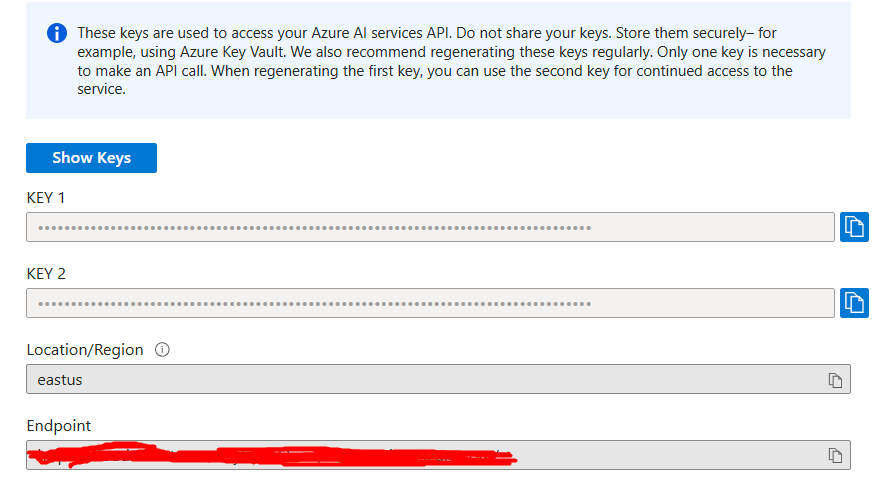 These keys are used to access your Azure AI services API. Do not share your keys. Store them securely– for
example, using Azure Key Vault. We also recommend regenerating these keys regularly. Only one key is necessary
to make an API call. When regenerating the first key, you can use the second key for continued access to the
service.
Show Keys
KEY 1
KEY 2
Location/Region
eastus
Endpoint